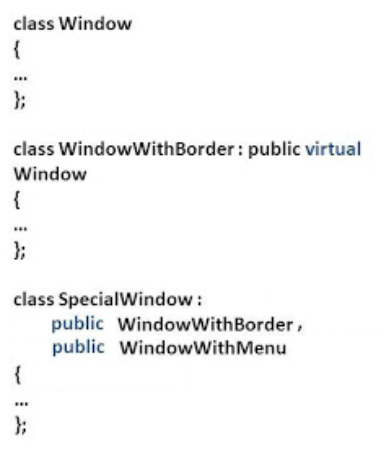 class Window
{
...
};
class WindowWithBorder : public virtual
Window
{
...
};
class SpecialWindow :
public WindowWithBorder ,
public WindowWithMenu
{
...
};